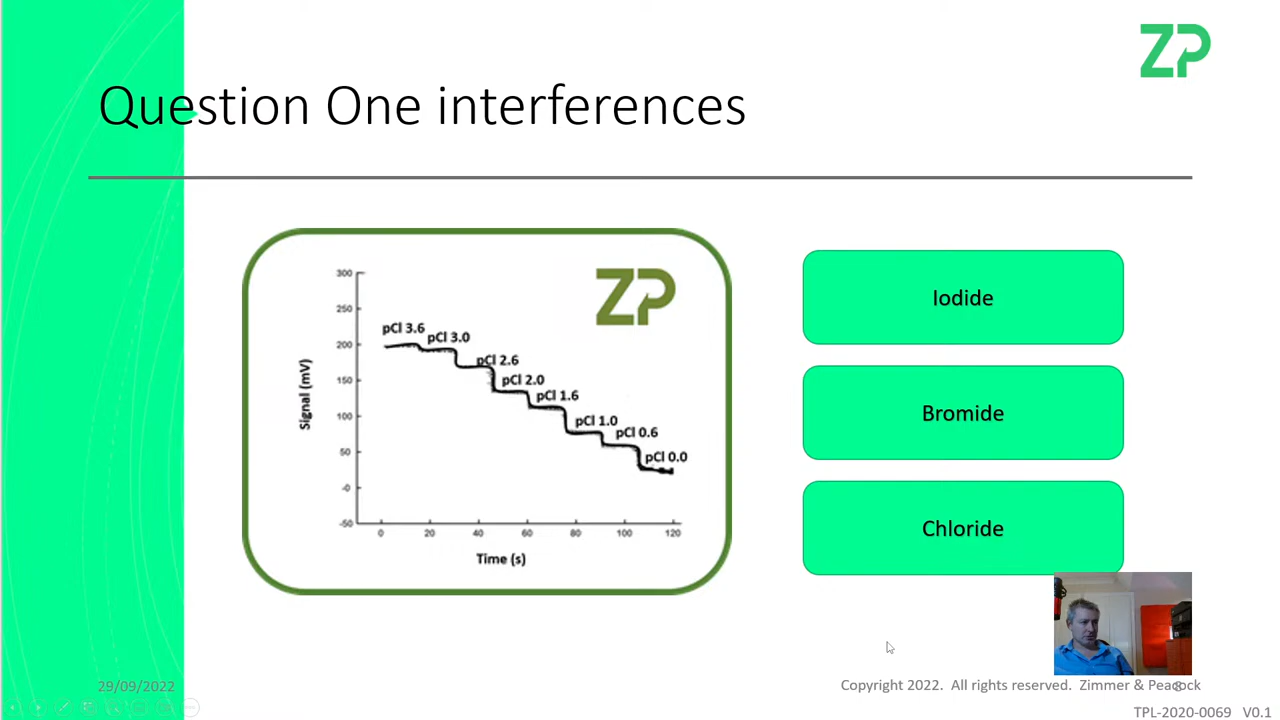 ZP
Question One interferences
ZP
300
250
200
150
100
50
-0
-50
pCl 3.6
pCl 3.0
pCl 2.6
pCl 2.0
pCl 1.6
pCl 1.0
pCl 0.6
pCl 0.0
Signal (mV)
0 20 40 60 80 100 120
Time (s)
Iodide
Bromide
Chloride
29/09/2022
Copyright 2022. All rights reserved. Zimmer & Peacock
8
TPL-2020-0069 V0.1